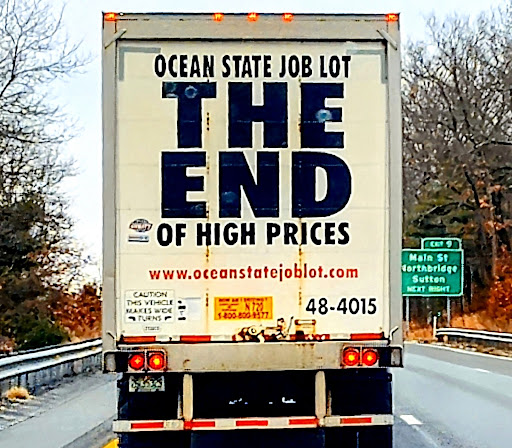 OCEAN STATE JOB LOT
THE
END
OF HIGH PRICES
www.oceanstatejoblot.com
CAUTION
THIS VEHICLE
MAKES WIDE
TURNS
48-4015
EXIT 9
Main St
Northbridge
Sutton
NEXT RIGHT